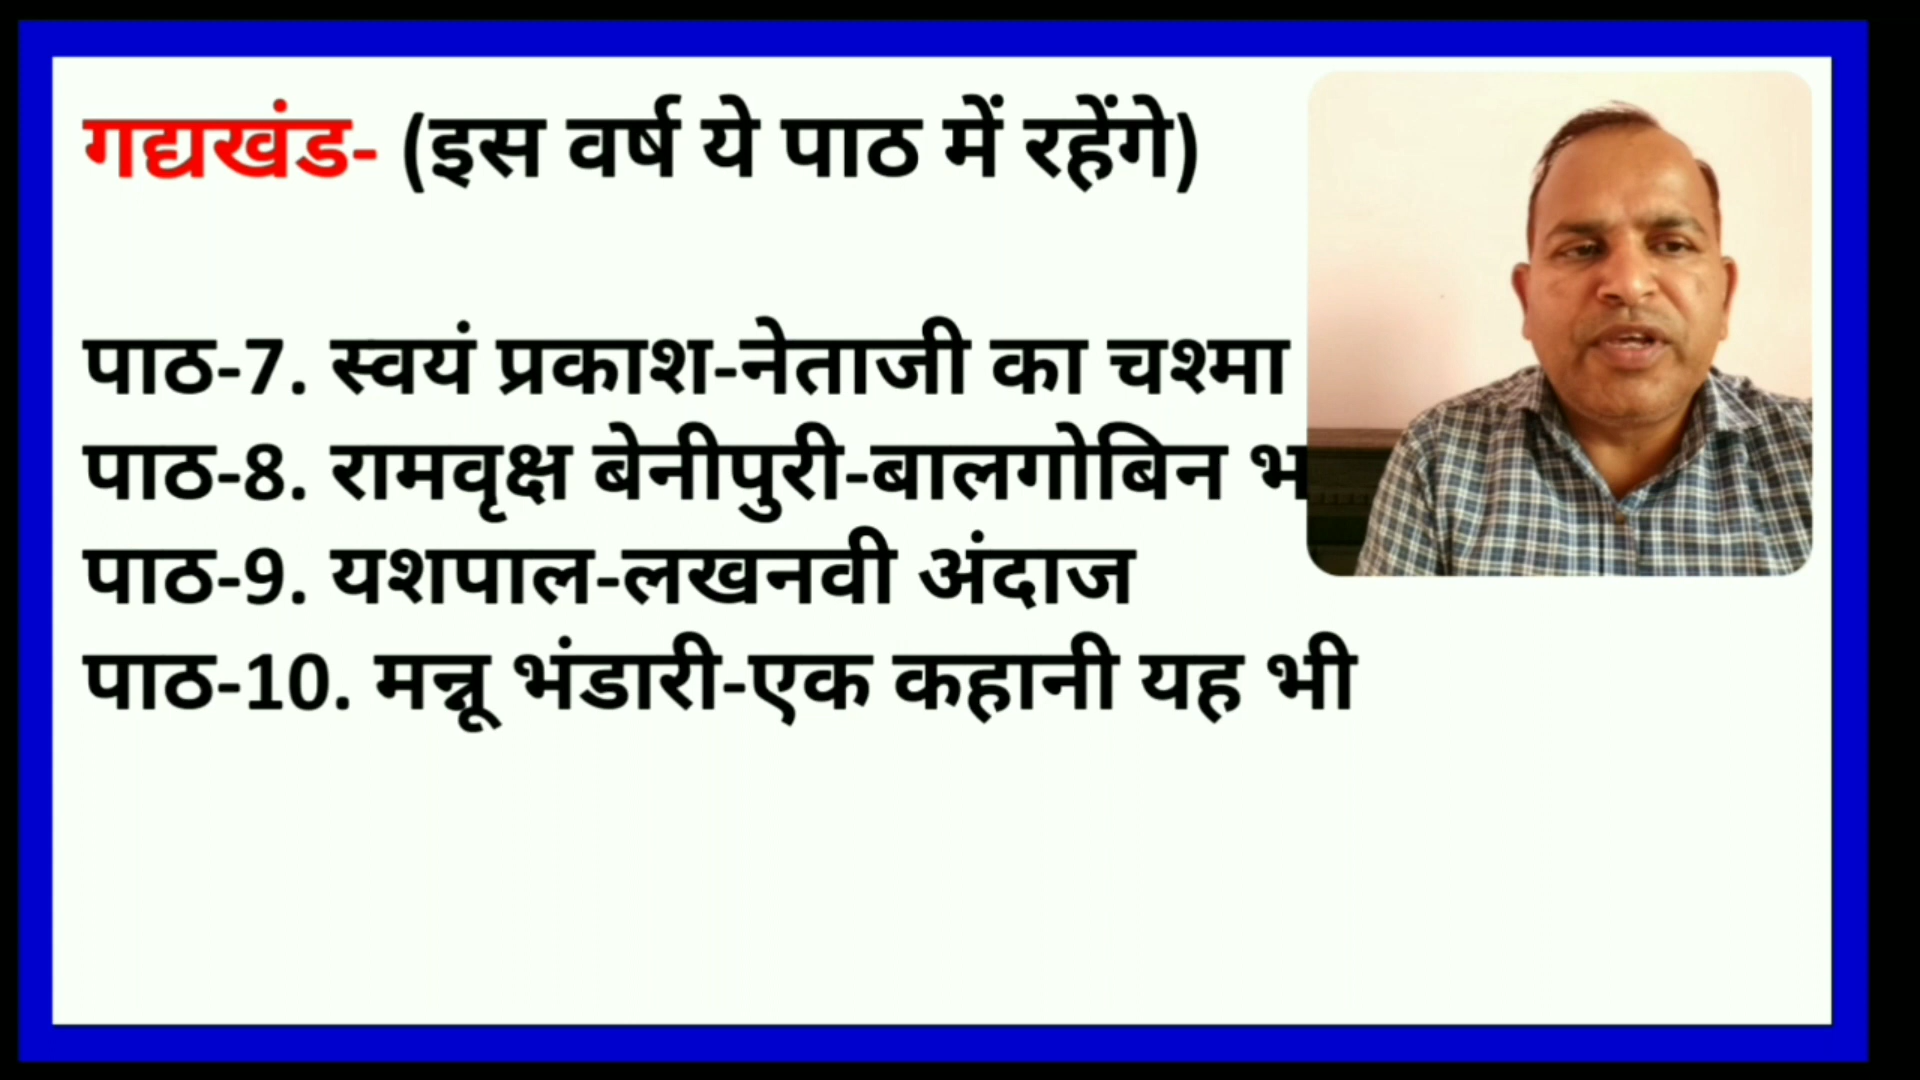 गद्यखंड- (इस वर्ष ये पाठ में रहेंगे)
पाठ-7. स्वयं प्रकाश-नेताजी का चश्मा
पाठ-8. रामवृक्ष बेनीपुरी-बालगोबिन
पाठ-9. यशपाल-लखनवी अंदाज
पाठ-10. मन्नू भंडारी-एक कहानी यह भी